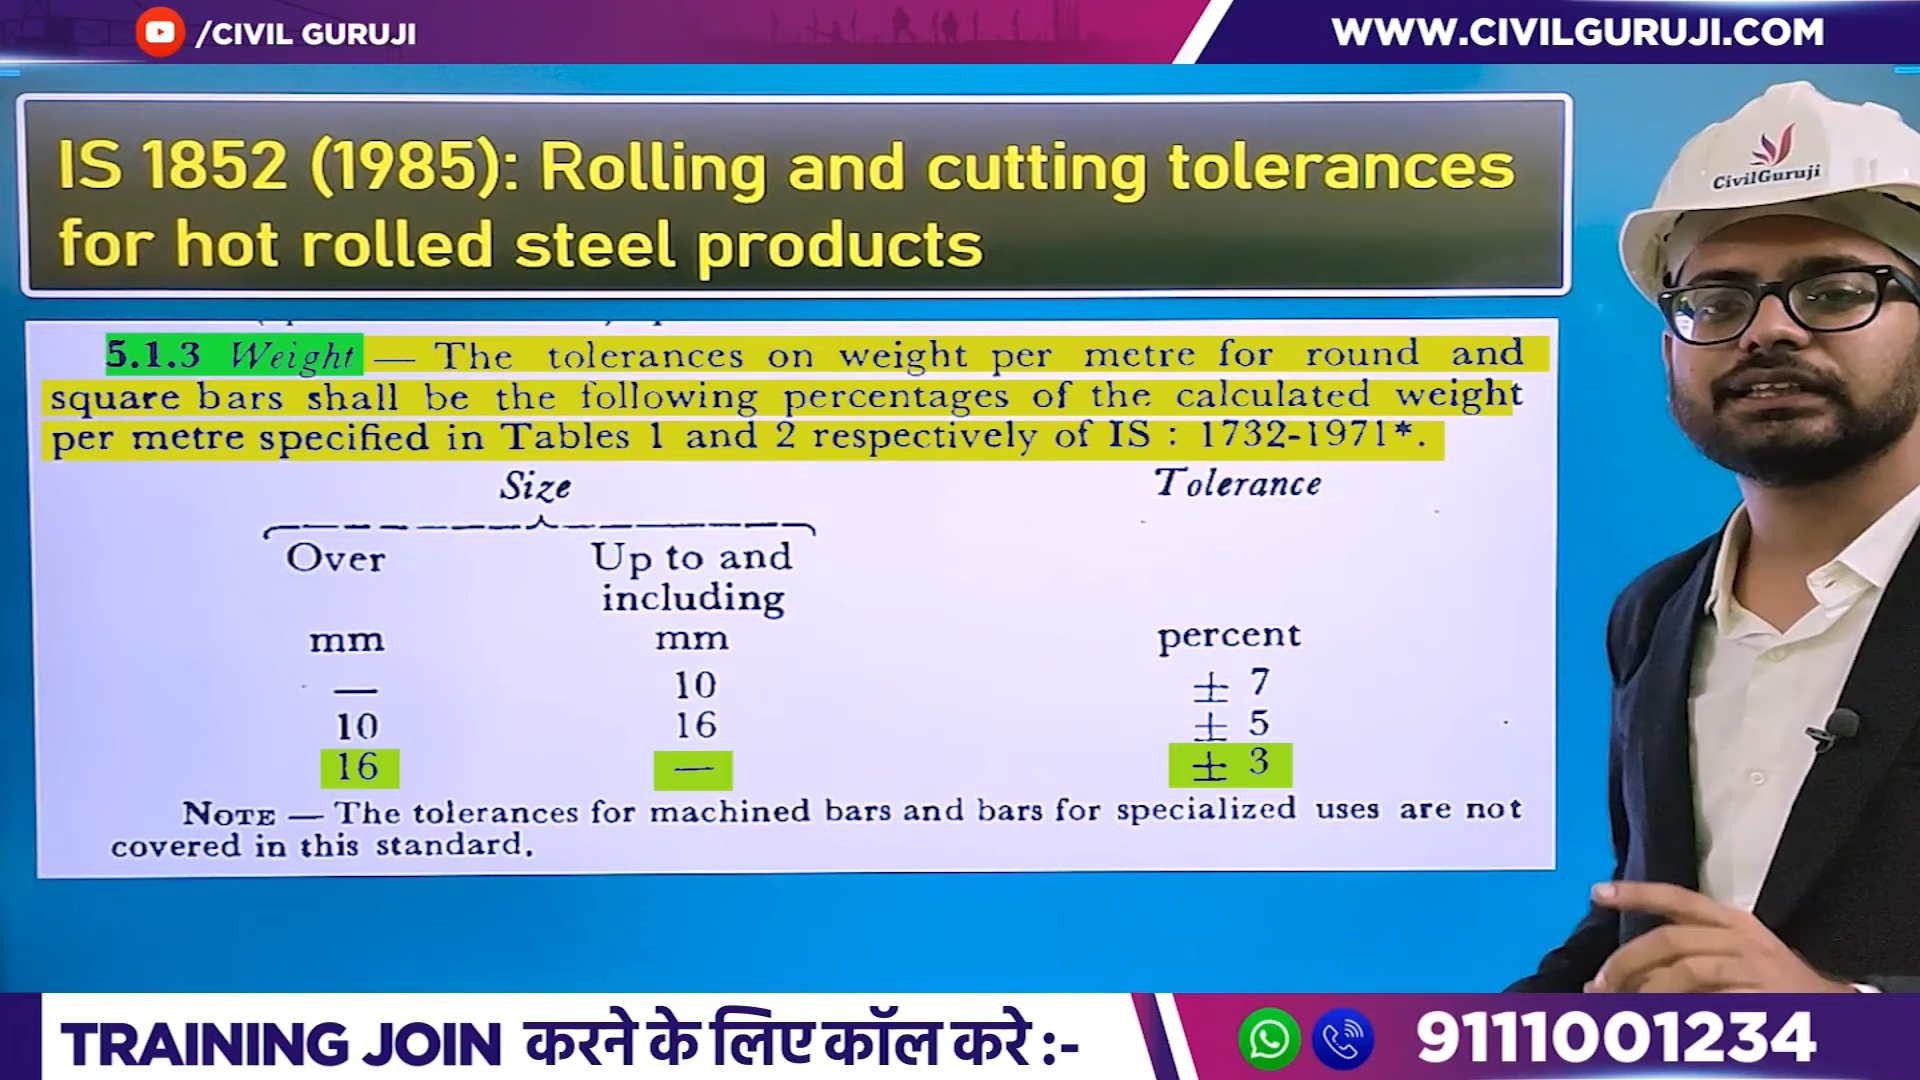 /CIVIL GURUJI
WWW.CIVILGURUJI.COM
IS 1852 (1985): Rolling and cutting tolerances
for hot rolled steel products
CivilGuruji
5.1.3 Weight — The tolerances on weight per metre for round and
square bars shall be the following percentages of the calculated weight
per metre specified in Tables 1 and 2 respectively of IS : 1732-1971*.
Size Tolerance
Over Up to and
including
mm mm percent
— 10 ± 7
10 16 ± 5
16 — ± 3
NOTE — The tolerances for machined bars and bars for specialized uses are not
covered in this standard.
TRAINING JOIN करने के लिए कॉल करे :-
9111001234